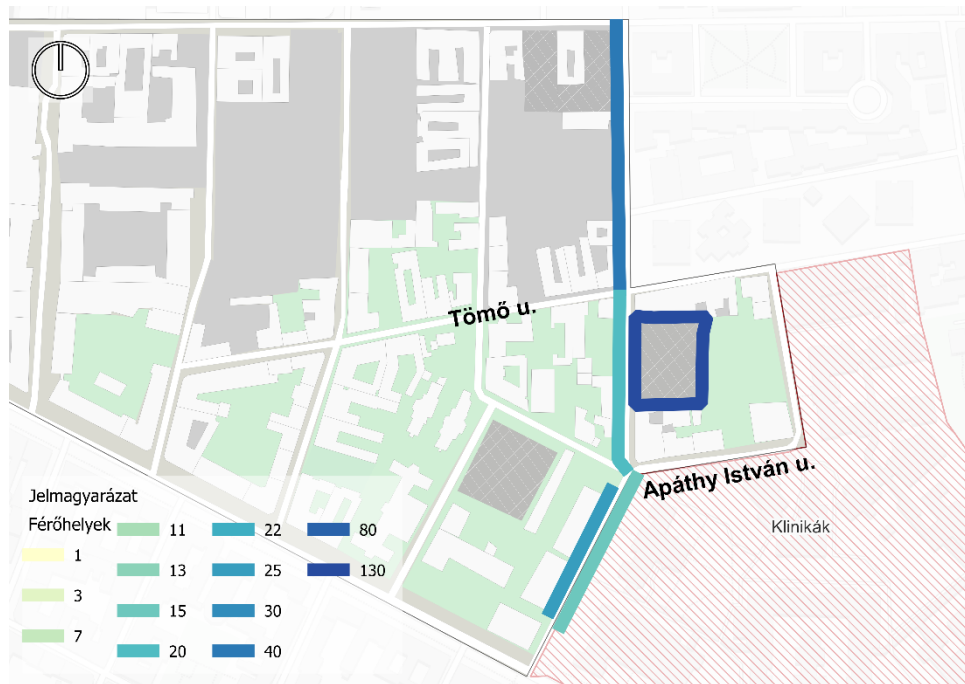 Tömő u.
Apáthy István u.
Klinikák
Jelmagyarázat
Férőhelyek
1
3
7
11
13
15
20
22
25
30
40
80
130